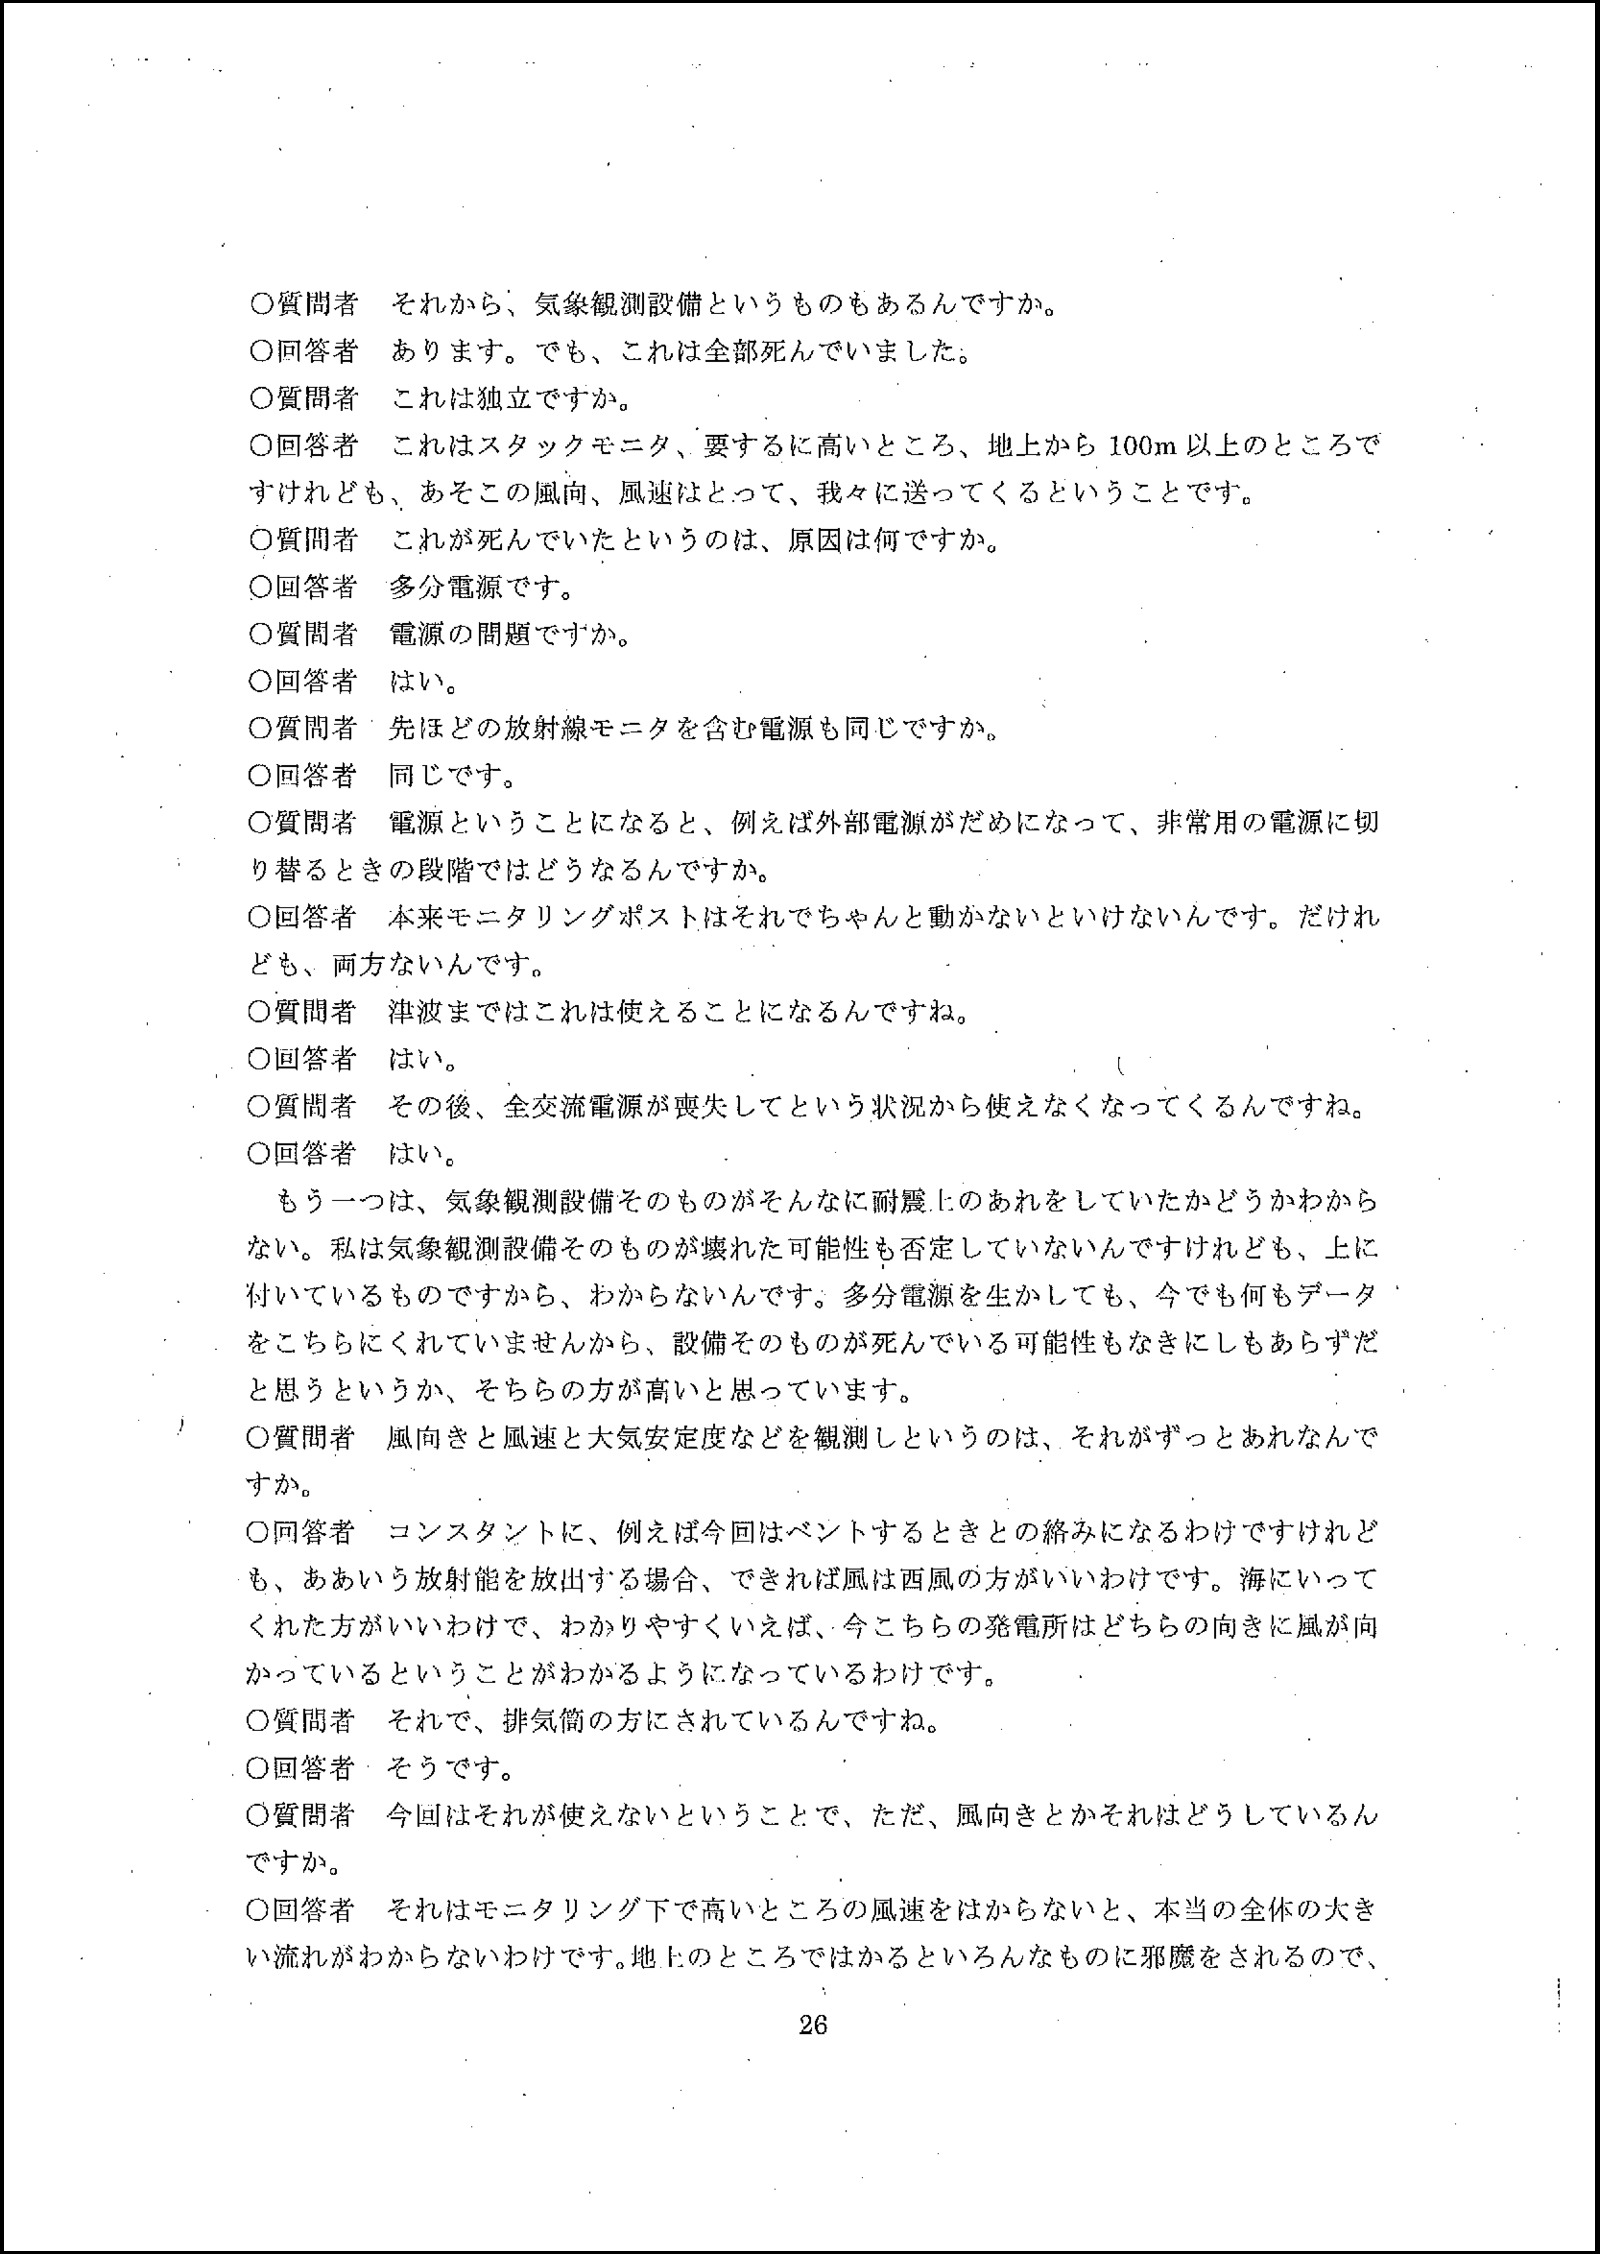 〇質問者　それから、気象観測設備というものもあるんですか。
〇回答者　あります。でも、これは全部死んでいました。
〇質問者　これは独立ですか。
〇回答者　これはスタックモニタ、要するに高いところ、地上から 100m 以上のところで
すけれども、あそこの風向、風速はとって、我々に送ってくるということです。
〇質問者　これが死んでいたというのは、原因は何ですか。
〇回答者　多分電源です。
〇質問者　電源の問題ですか。
〇回答者　はい。
〇質問者　先ほどの放射線モニタを含む電源も同じですか。
〇回答者　同じです。
〇質問者　電源ということになると、例えば外部電源がだめになって、非常用の電源に切
り替るときの段階ではどうなるんですか。
〇回答者　本来モニタリングポストはそれでちゃんと動かないといけないんです。だけれ
ども、両方ないんです。
〇質問者　津波まではこれは使えることになるんですね。
〇回答者　はい。
〇質問者　その後、全交流電源が喪失してという状況から使えなくなってくるんですね。
〇回答者　はい。
　もう一つは、気象観測設備そのものがそんなに耐震上のあれをしていたかどうかわから
ない。私は気象観測設備そのものが壊れた可能性も否定していないんですけれども、上に
付いているものですから、わからないんです。多分電源を生かしても、今でも何もデータ
をこちらにくれていませんから、設備そのものが死んでいる可能性もなきにしもあらずだ
と思うというか、そちらの方が高いと思っています。
〇質問者　風向きと風速と大気安定度などを観測しというのは、それがずっとあれなんで
すか。
〇回答者　コンスタントに、例えば今回はベントするときとの絡みになるわけですけれど
も、ああいう放射能を放出する場合、できれば風は西風の方がいいわけです。海にいって
くれた方がいいわけで、わかりやすくいえば、今こちらの発電所はどちらの向きに風が向
かっているということがわかるようになっているわけです。
〇質問者　それで、排気筒の方にされているんですね。
〇回答者　そうです。
〇質問者　今回はそれが使えないということで、ただ、風向きとかそれはどうしているん
ですか。
〇回答者　それはモニタリング下で高いところの風速をはからないと、本当の全体の大き
い流れがわからないわけです。地上のところではかるといろんなものに邪魔をされるので、
26